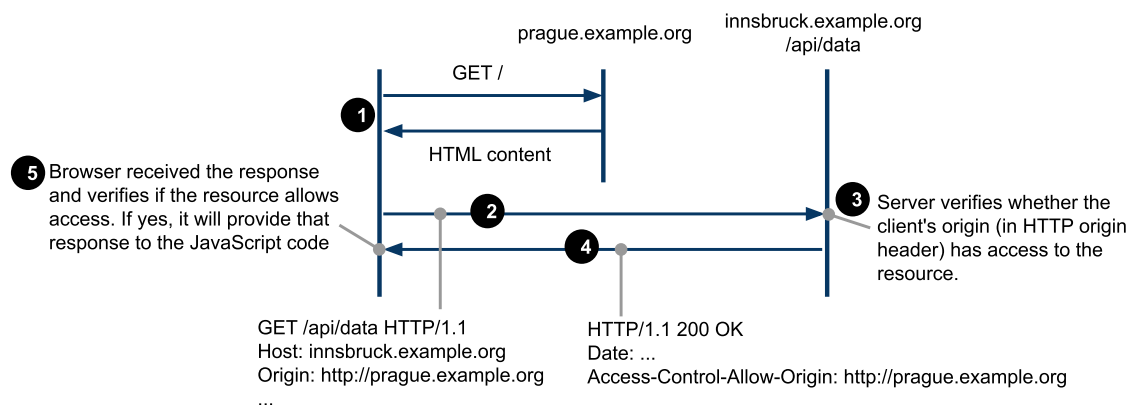 innsbruck.example.org
/api/data
prague.example.org
GET /
1
HTML content
5 Browser received the response
and verifies if the resource allows
access. If yes, it will provide that
response to the JavaScript code
2
3 Server verifies whether the
client's origin (in HTTP origin
header) has access to the
resource.
4
GET /api/data HTTP/1.1
Host: innsbruck.example.org
Origin: http://prague.example.org
...
HTTP/1.1 200 OK
Date: ...
Access-Control-Allow-Origin: http://prague.example.org